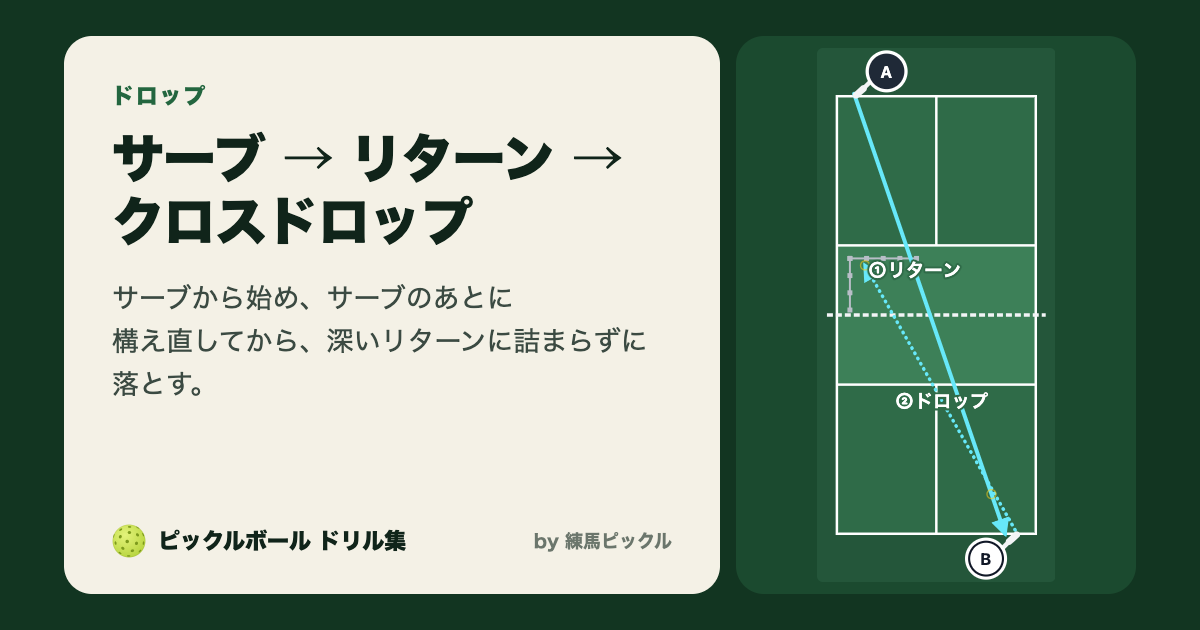 ドロップ
サーブ → リターン →
クロスドロップ
サーブから始め、サーブのあとに
構え直してから、深いリターンに詰まらずに
落とす。
ピックルボール ドリル集
by 練馬ピックル
A
①リターン
②ドロップ
B